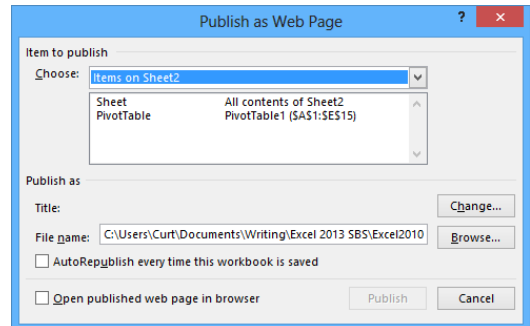 Publish as Web Page
? ×
Item to publish
Choose: Items on Sheet2
Sheet All contents of Sheet2
PivotTable PivotTable1 ($A$1:$E$15)
Publish as
Title: Change...
File name: C:\Users\Curt\Documents\Writing\Excel 2013 SBS\Excel2010 Browse...
AutoRepublish every time this workbook is saved
Open published web page in browser Publish Cancel